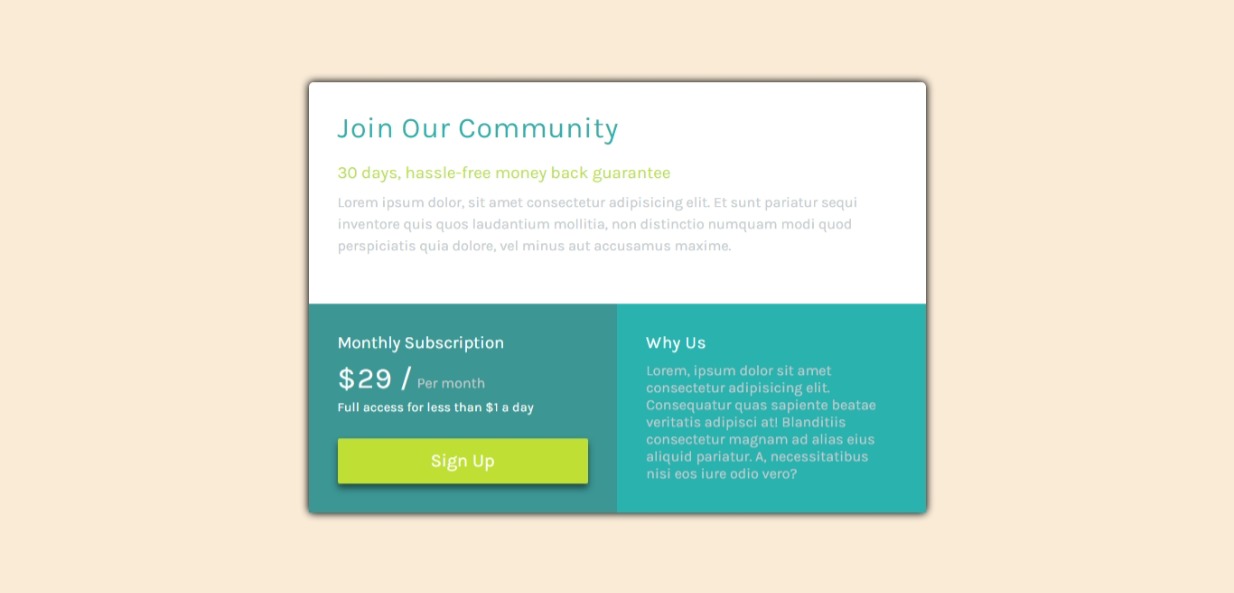 Join Our Community
30 days, hassle-free money back guarantee
Lorem ipsum dolor, sit amet consectetur adipisicing elit. Et sunt pariatur sequi
inventore quis quos laudantium mollitia, non distinctio numquam modi quod
perspiciatis quia dolore, vel minus aut accusamus maxime.
Monthly Subscription
$29 / Per month
Full access for less than $1 a day
Sign Up
Why Us
Lorem, ipsum dolor sit amet
consectetur adipisicing elit.
Consequatur quas sapiente beatae
veritatis adipisci at! Blanditiis
consectetur magnam ad alias eius
aliquid pariatur. A, necessitatibus
nisi eos iure odio vero?